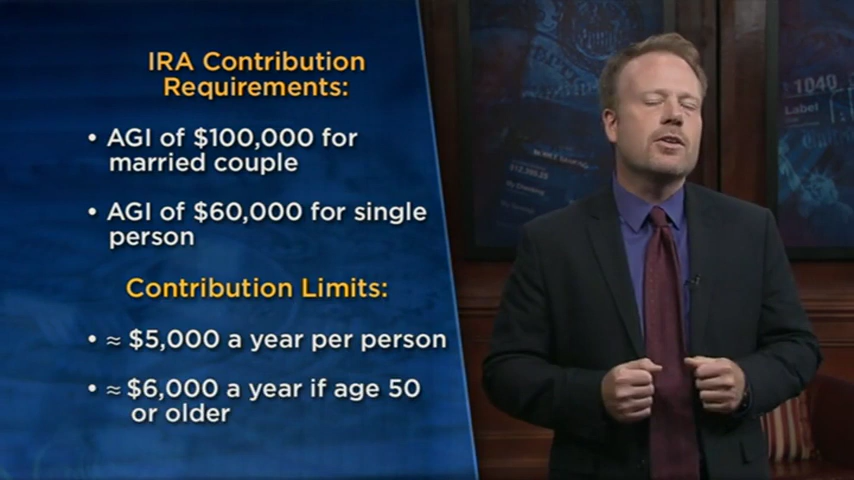 IRA Contribution
Requirements:
• AGI of $100,000 for
married couple
• AGI of $60,000 for single
person
Contribution Limits:
• ≈ $5,000 a year per person
• ≈ $6,000 a year if age 50
or older
1040
Label